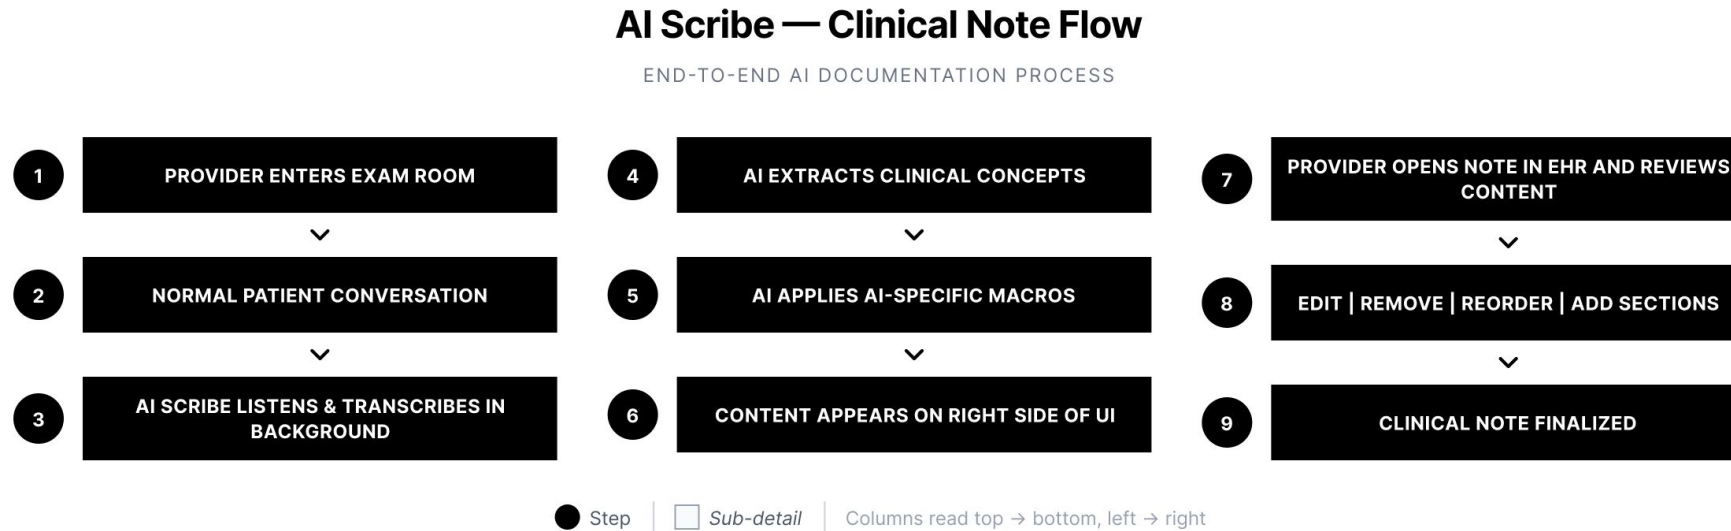 AI Scribe — Clinical Note Flow
END-TO-END AI DOCUMENTATION PROCESS
1
PROVIDER ENTERS EXAM ROOM
2
NORMAL PATIENT CONVERSATION
3
AI SCRIBE LISTENS & TRANSCRIBES IN
BACKGROUND
4
AI EXTRACTS CLINICAL CONCEPTS
5
AI APPLIES AI-SPECIFIC MACROS
6
CONTENT APPEARS ON RIGHT SIDE OF UI
7
PROVIDER OPENS NOTE IN EHR AND REVIEWS
CONTENT
8
EDIT | REMOVE | REORDER | ADD SECTIONS
9
CLINICAL NOTE FINALIZED
Step
Sub-detail
Columns read top → bottom, left → right